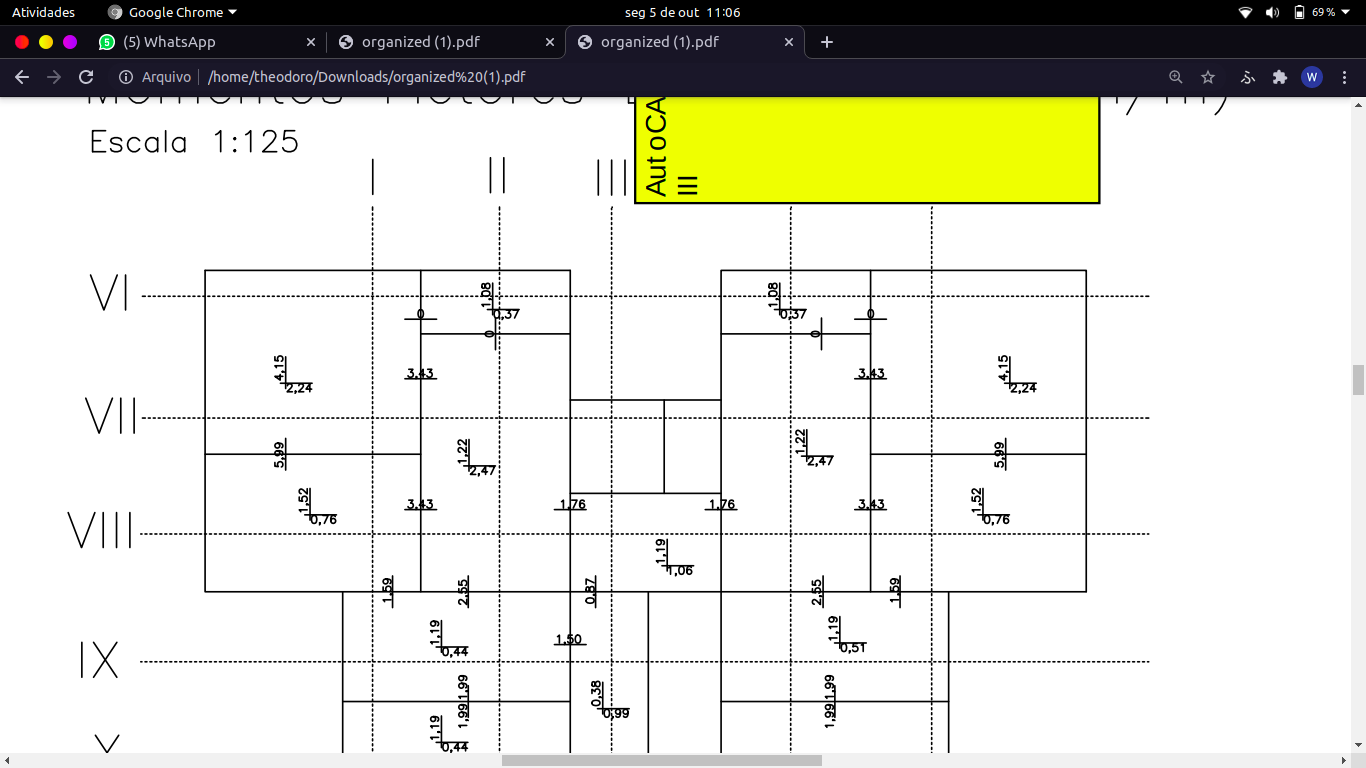 Atividades Google Chrome seg 5 de out 11:06 69%
(5) WhatsApp organized (1).pdf organized (1).pdf
Arquivo /home/theodoro/Downloads/organized%20(1).pdf W
Momentos
Escala 1:125
AutoCA
III
I II III
VI
1,08 1,08
0,37 0,37
0 0
0 0
4,15 3,43 3,43 4,15
2,24 2,24
VII
5,99 1,22 1,22 5,99
2,47 2,47
1,52 3,43 1,76 1,76 3,43 1,52
0,76 0,76
VIII
1,19
1,06
1,59 2,55 0,87 2,55 1,59
1,19 1,50 1,19
0,44 0,51
IX
1,99 0,38 1,99
1,99 0,99 1,99
1,19
0,44
X